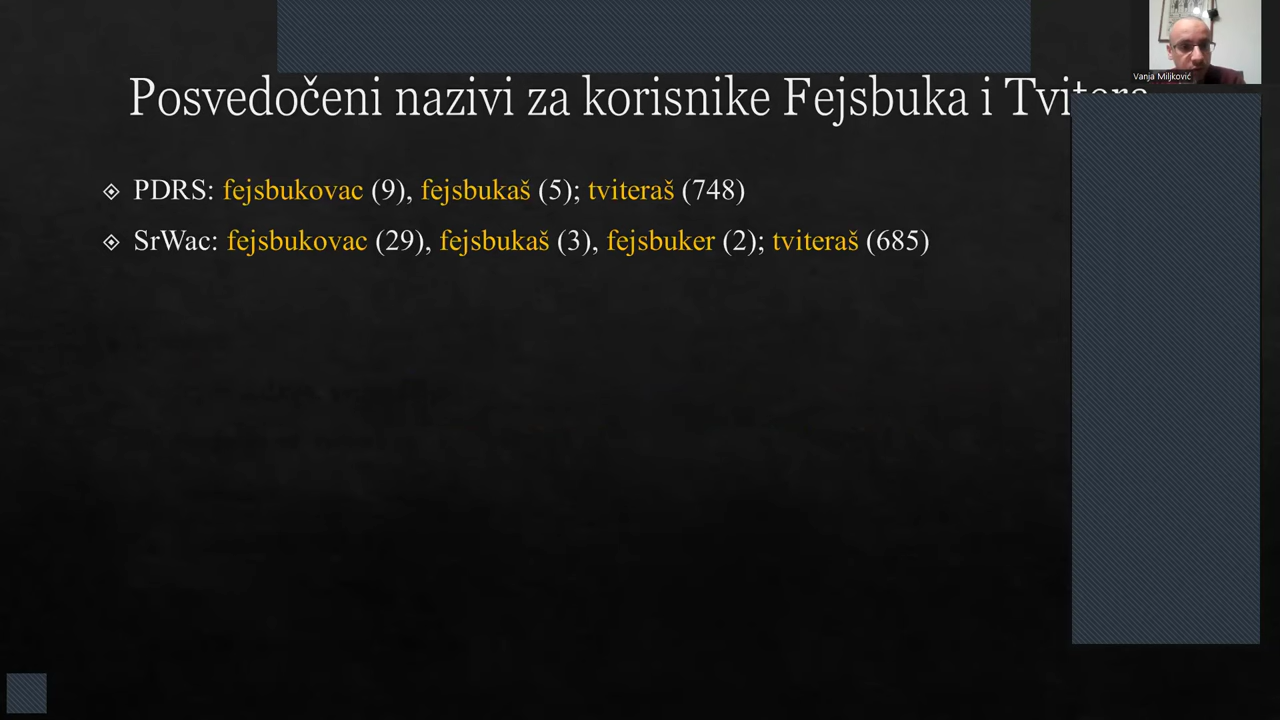 Vanja Miljković
Posvedočeni nazivi za korisnike Fejsbuka i Tvitera
PDRS: fejsbukovac (9), fejsbukaš (5); tviteraš (748)
SrWac: fejsbukovac (29), fejsbukaš (3), fejsbuker (2); tviteraš (685)